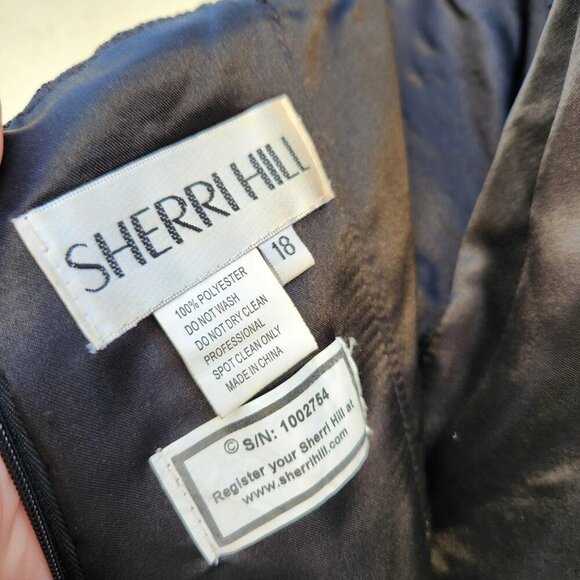 SHERRI HILL
18
100% POLYESTER
DO NOT WASH
DO NOT DRY CLEAN
PROFESSIONAL
SPOT CLEAN ONLY
MADE IN CHINA
© S/N: 1002754
Register your Sherri Hill at
www.sherrihill.com